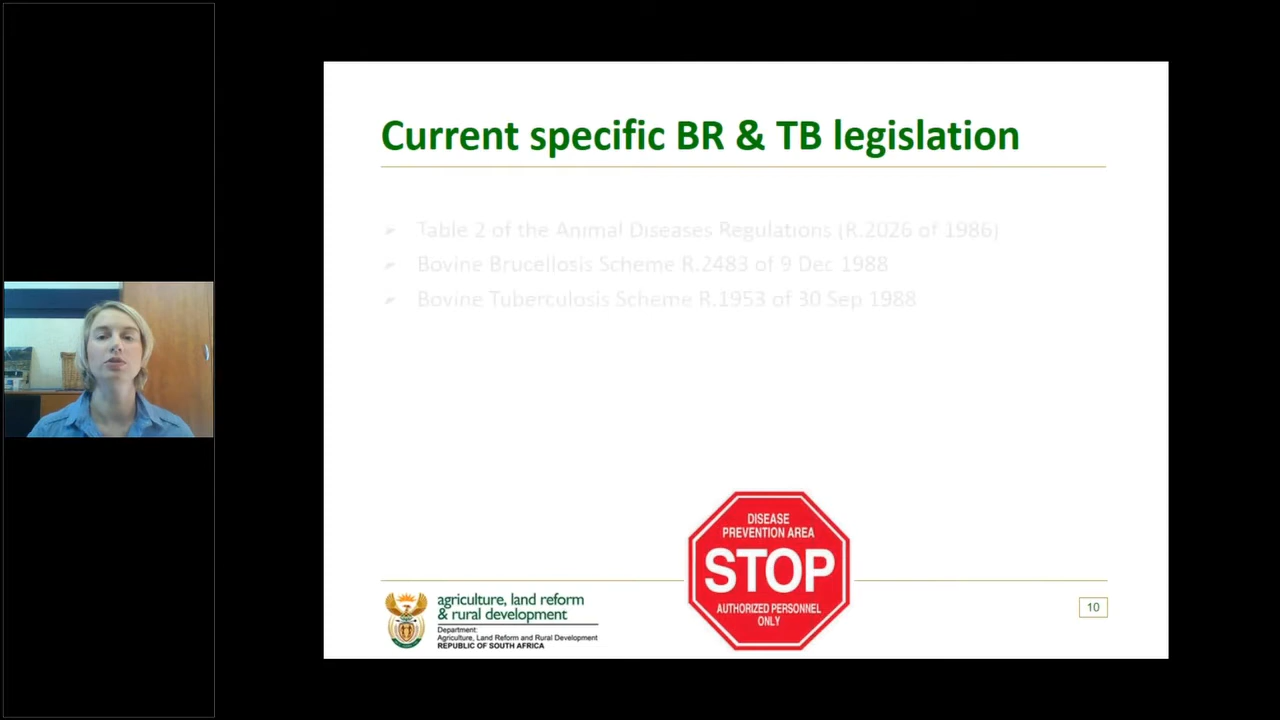 Current specific BR & TB legislation
Table 2 of the Animal Diseases Regulations (R.2026 of 1986)
Bovine Brucellosis Scheme R.2483 of 9 Dec 1988
Bovine Tuberculosis Scheme R.1953 of 30 Sep 1988
DISEASE
PREVENTION AREA
STOP
AUTHORIZED PERSONNEL
ONLY
agriculture, land reform
& rural development
Department:
Agriculture, Land Reform and Rural Development
REPUBLIC OF SOUTH AFRICA
10